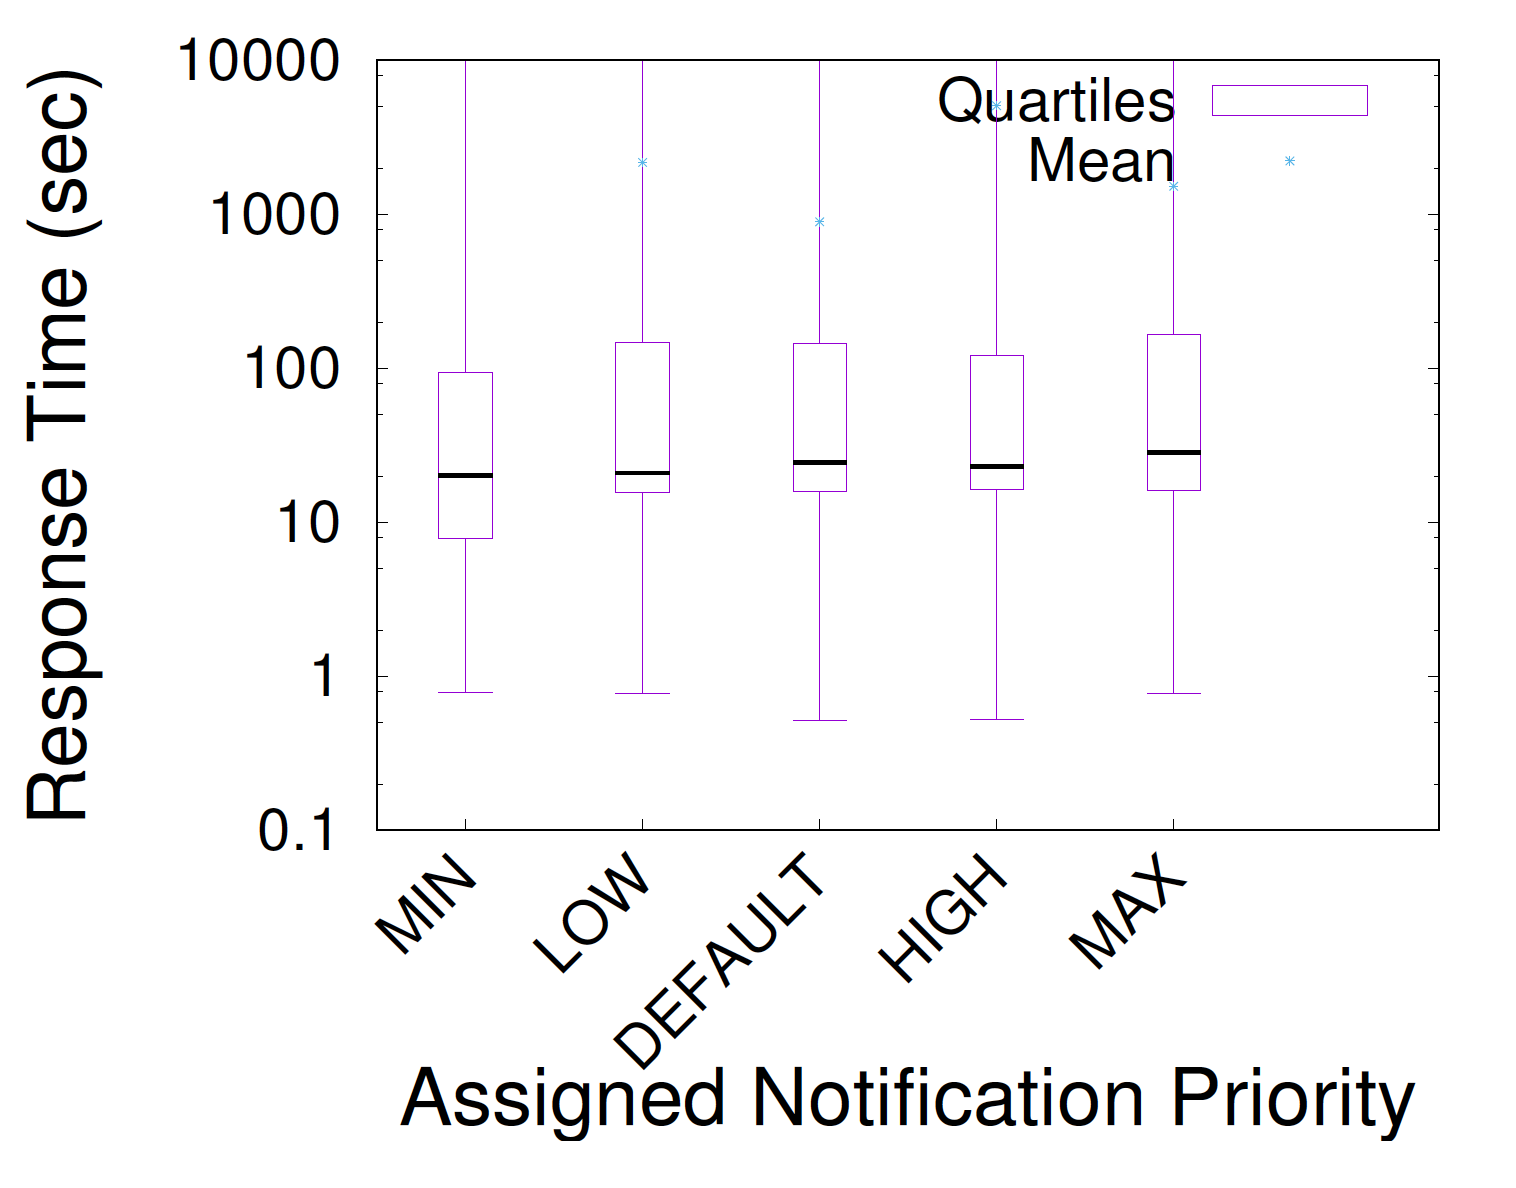 10000
1000
100
10
1
0.1
Response Time (sec)
Quartiles
Mean
MIN
LOW
DEFAULT
HIGH
MAX
Assigned Notification Priority